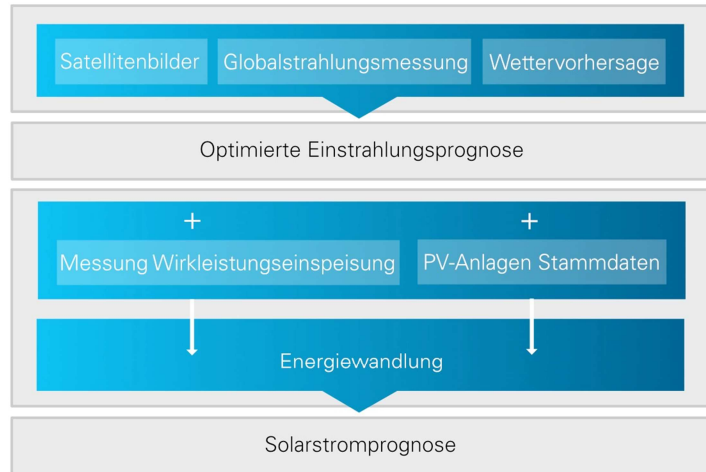 Satellitenbilder Globalstrahlungsmessung Wettervorhersage
Optimierte Einstrahlungsprognose
+ +
Messung Wirkleistungseinspeisung PV-Anlagen Stammdaten
Energiewandlung
Solarstromprognose